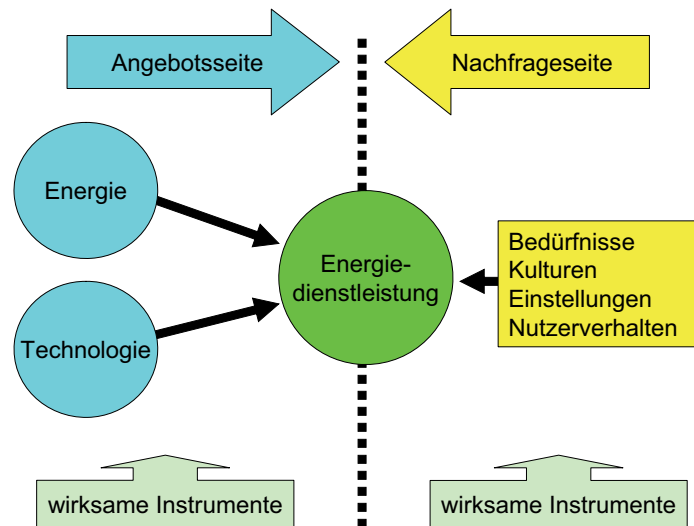 Angebotsseite
Nachfrageseite
Energie
Energie-
dienstleistung
Bedürfnisse
Kulturen
Einstellungen
Nutzerverhalten
Technologie
wirksame Instrumente
wirksame Instrumente